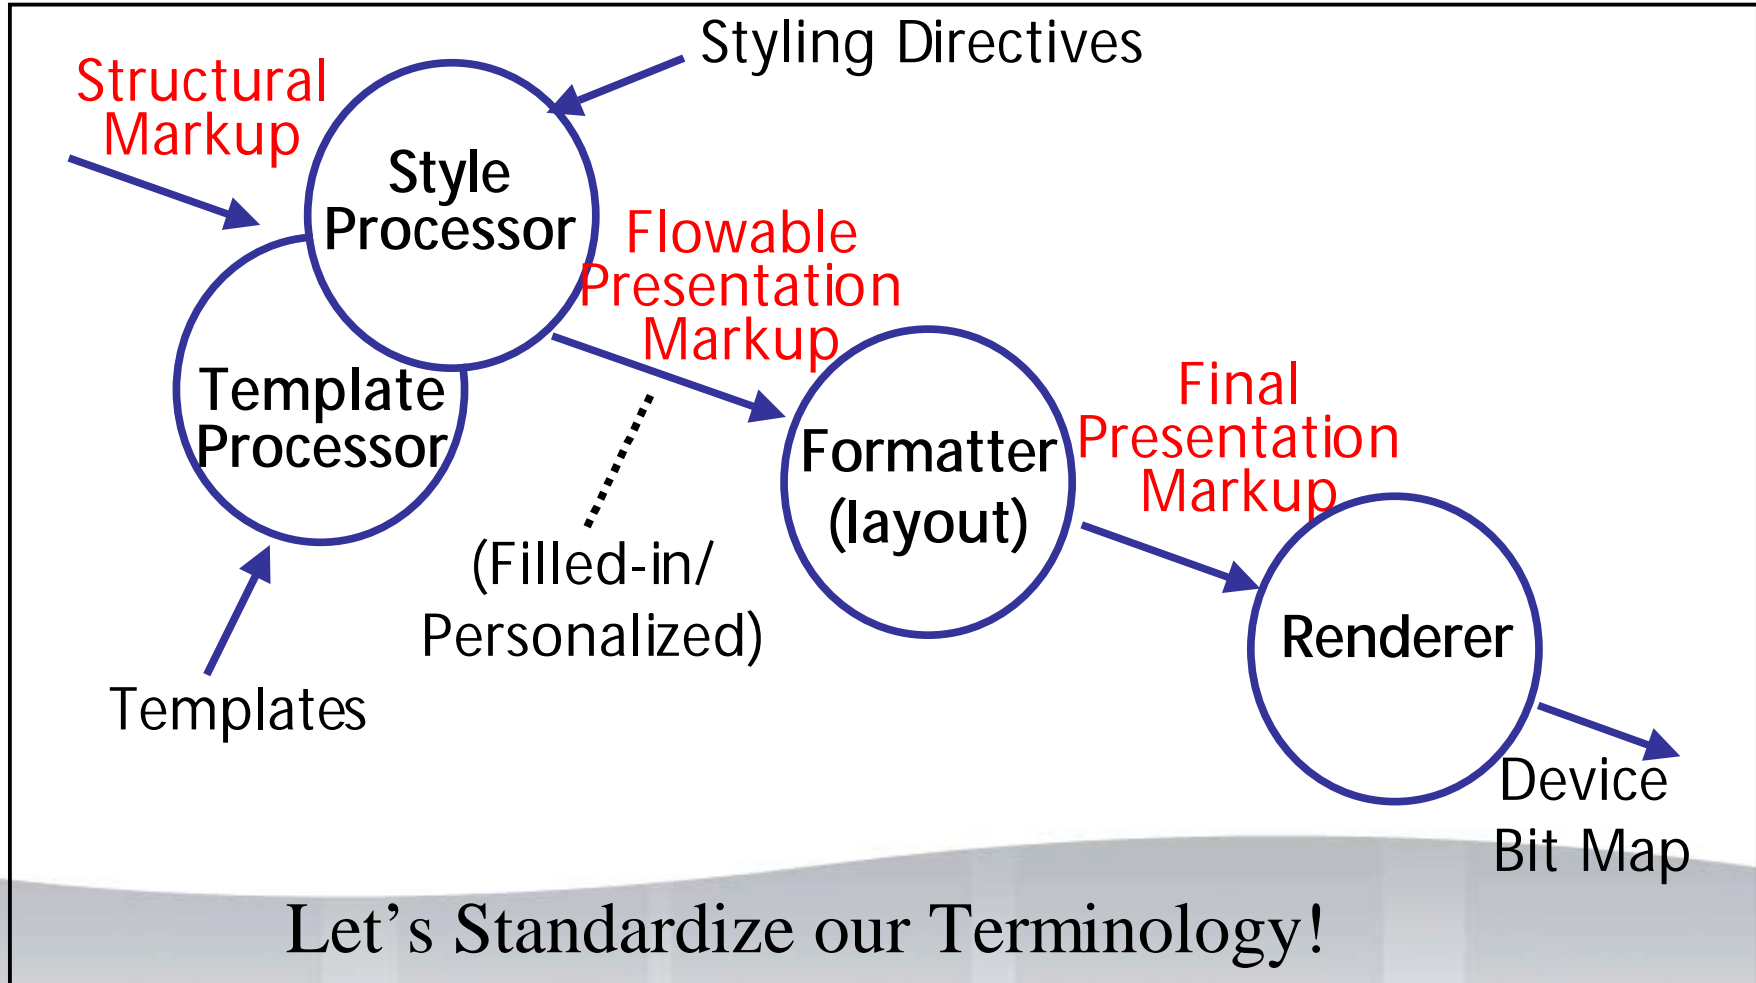 Styling Directives
Structural
Markup
Style
Processor
Flowable
Presentation
Markup
Template
Processor
Final
Presentation
Markup
Formatter
(layout)
(Filled-in/
Personalized)
Renderer
Templates
Device
Bit Map
Let’s Standardize our Terminology!